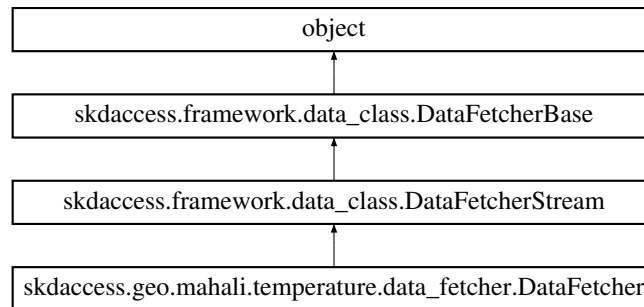 object
skdaccess.framework.data_class.DataFetcherBase
skdaccess.framework.data_class.DataFetcherStream
skdaccess.geo.mahali.temperature.data_fetcher.DataFetcher